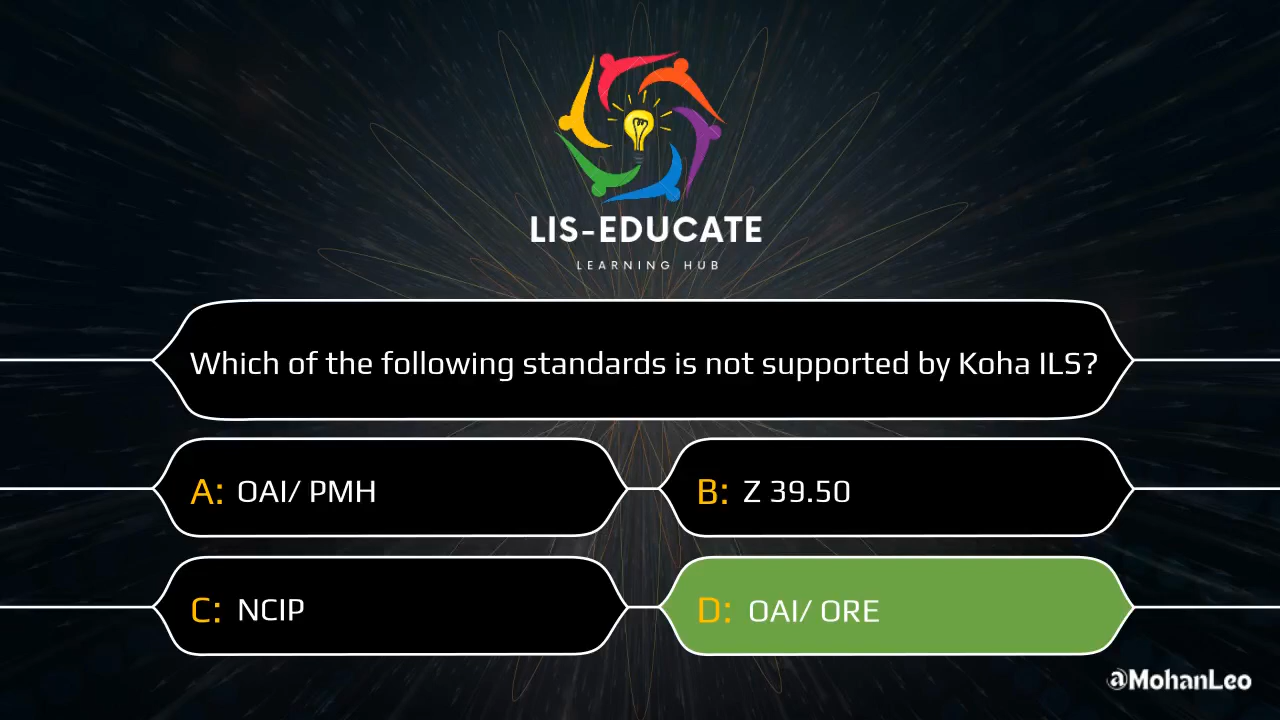 LIS-EDUCATE
LEARNING HUB
Which of the following standards is not supported by Koha ILS?
A: OAI/ PMH
B: Z 39.50
C: NCIP
D: OAI/ ORE
@MohanLeo